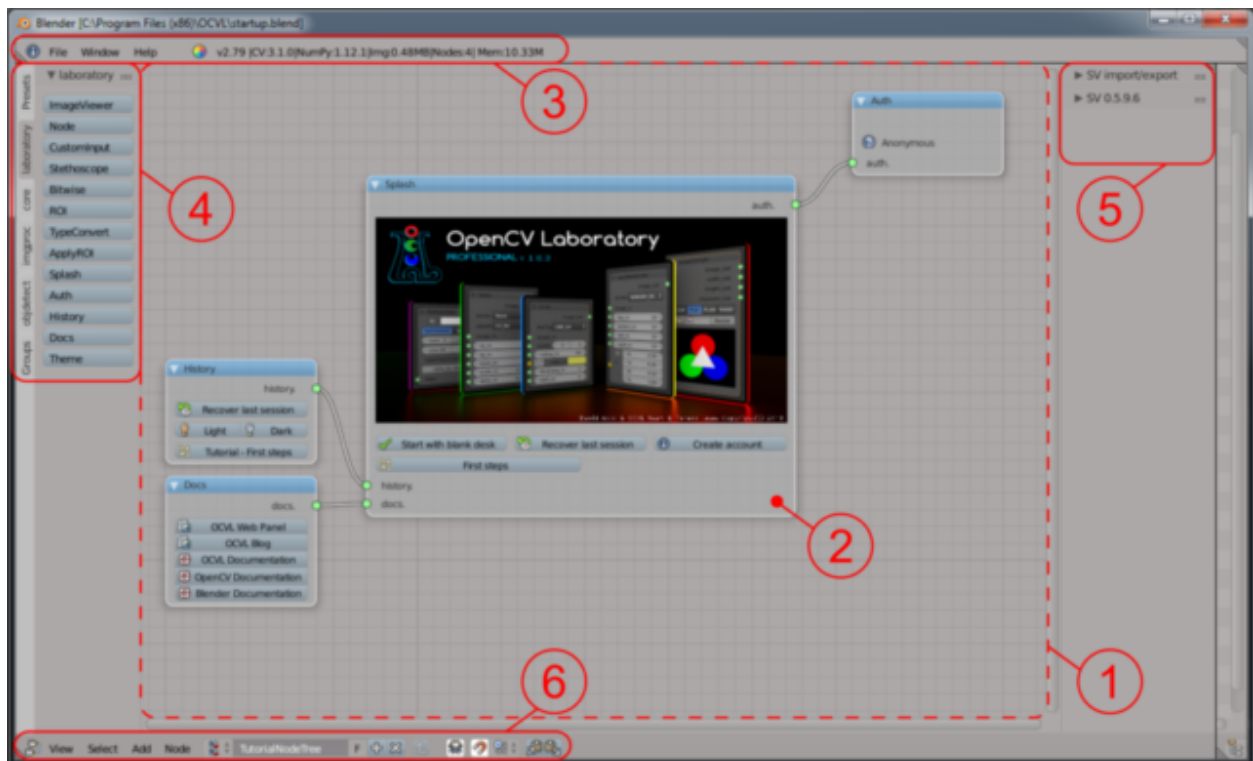 Blender [C:\Program Files (x86)\OCVL\startup.blend]
File Window Help v2.79 |CV:3.1.0|NumPy:1.12.1|Img:0.48MB|Nodes:4| Mem:10.33M
3
Presets
laboratory
core
imgproc
objdetect
Groups
laboratory
ImageViewer
Node
CustomInput
Stethoscope
Bitwise
ROI
TypeConvert
ApplyROI
Splash
Auth
History
Docs
Theme
4
SV import/export
SV 0.5.9.6
5
Auth
Anonymous
auth.
Splash
auth.
OpenCV Laboratory
PROFESSIONAL v. 1.0.3
Start with blank desk Recover last session Create account
First steps
history.
docs.
2
History
history.
Recover last session
Light Dark
Tutorial - First steps
Docs
docs.
OCVL Web Panel
OCVL Blog
OCVL Documentation
OpenCV Documentation
Blender Documentation
6
1
View Select Add Node TutorialNodeTree F